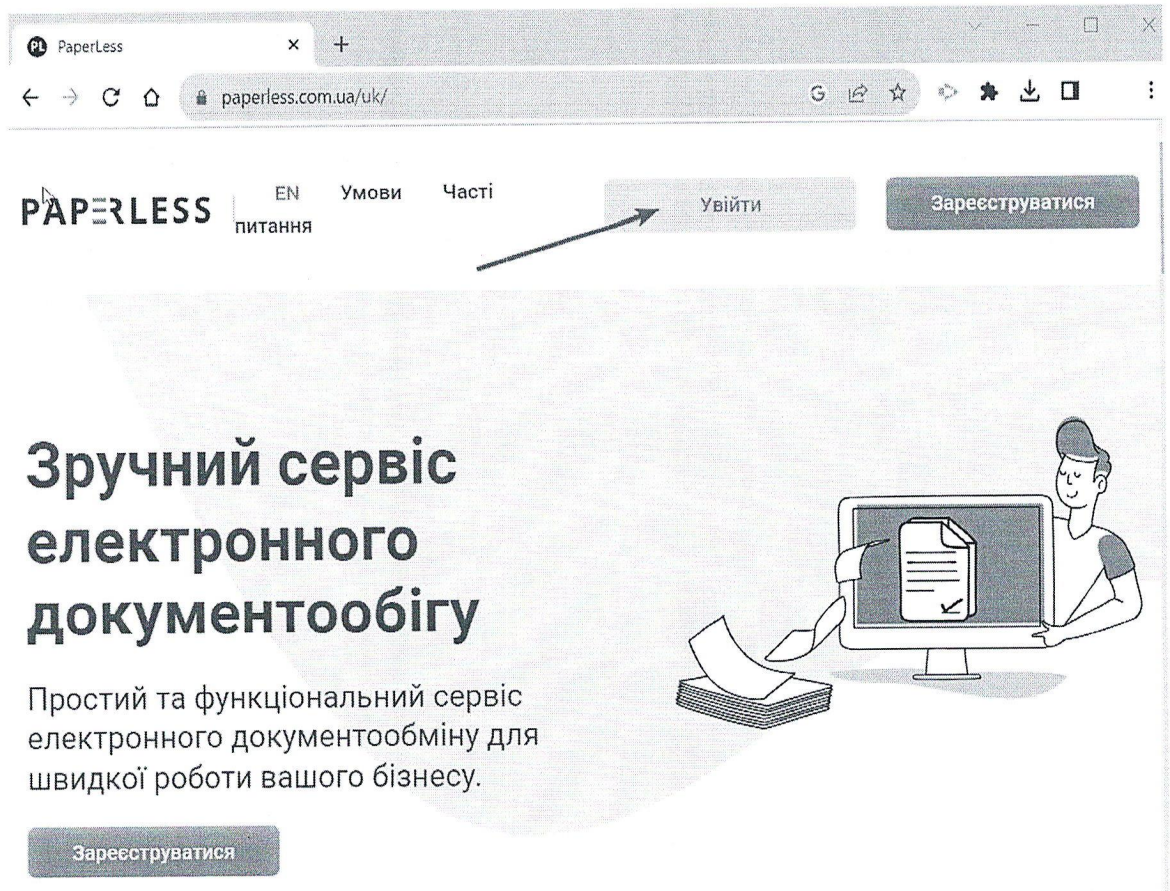 PL PaperLess
paperless.com.ua/uk/
PAPERLESS
EN Умови Часті
питання
Увійти
Зареєструватися
Зручний сервіс
електронного
документообігу
Простий та функціональний сервіс
електронного документообміну для
швидкої роботи вашого бізнесу.
Зареєструватися